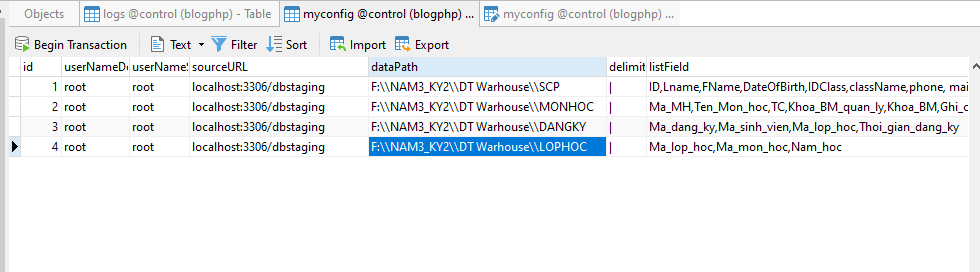 Objects logs @control (blogphp) - Table myconfig @control (blogphp) ... myconfig @control (blogphp) ...
Begin Transaction Text Filter Sort Import Export
id userNameDe userNameS sourceURL dataPath delimit listField
1 root root localhost:3306/dbstaging F:\\NAM3_KY2\\DT Warhouse\\SCP | ID,Lname,FName,DateOfBirth,IDClass,className,phone, mai
2 root root localhost:3306/dbstaging F:\\NAM3_KY2\\DT Warhouse\\MONHOC | Ma_MH,Ten_Mon_hoc,TC,Khoa_BM_quan_ly,Khoa_BM,Ghi_c
3 root root localhost:3306/dbstaging F:\\NAM3_KY2\\DT Warhouse\\DANGKY | Ma_dang_ky,Ma_sinh_vien,Ma_lop_hoc,Thoi_gian_dang_ky
4 root root localhost:3306/dbstaging F:\\NAM3_KY2\\DT Warhouse\\LOPHOC | Ma_lop_hoc,Ma_mon_hoc,Nam_hoc